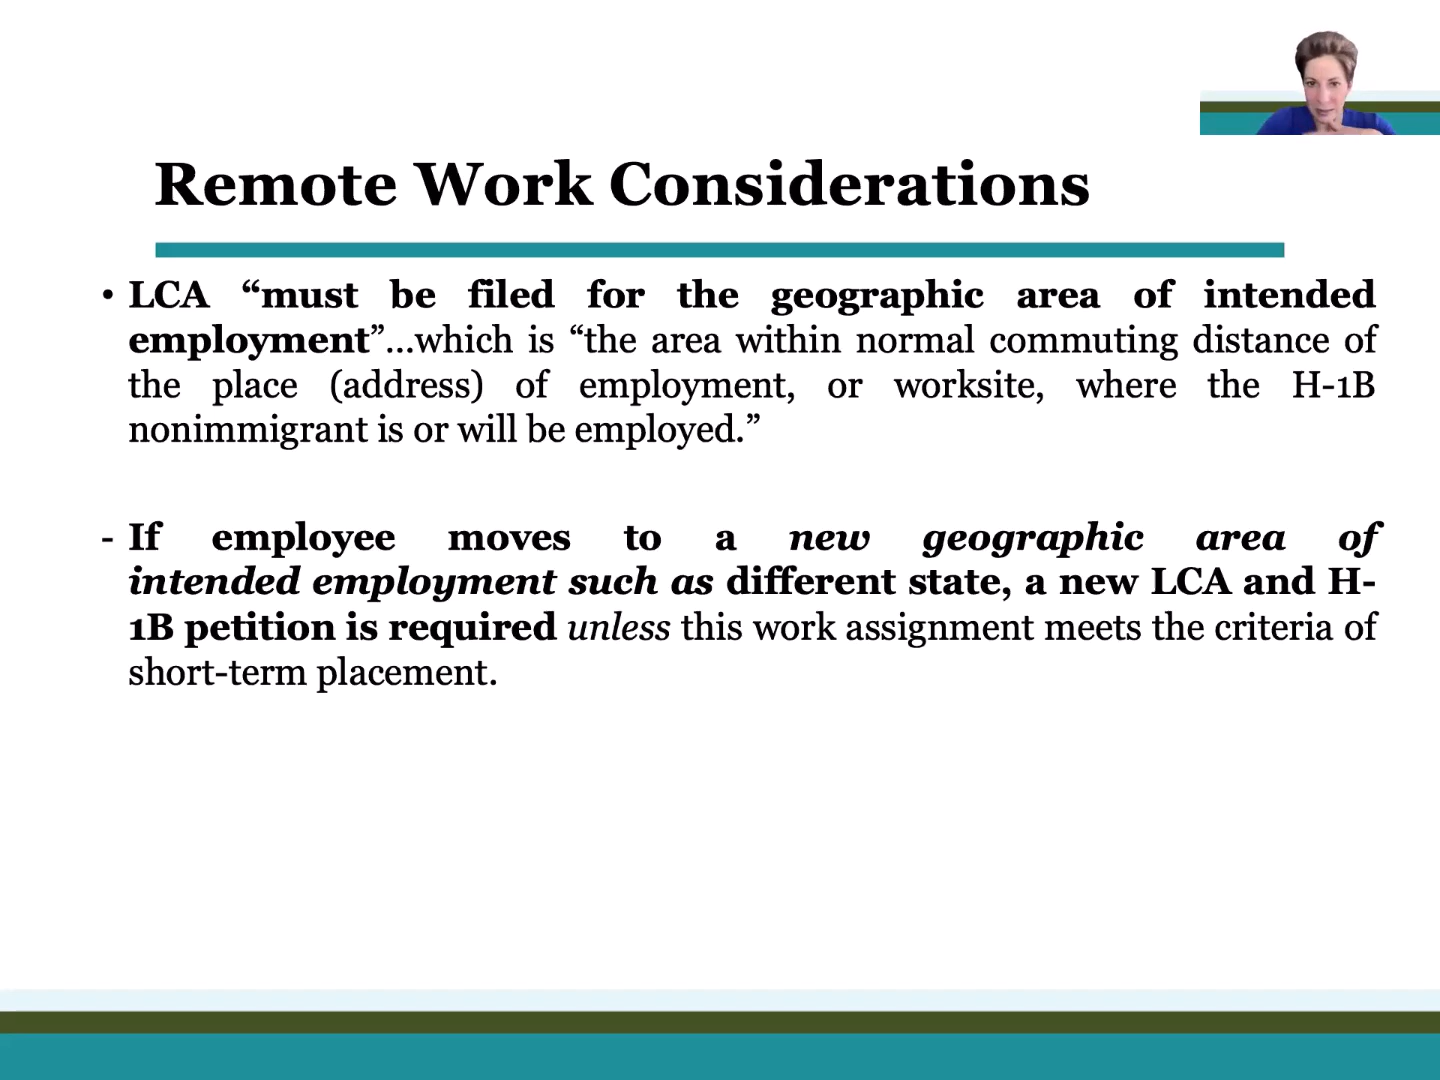 Remote Work Considerations
• LCA “must be filed for the geographic area of intended
employment”...which is “the area within normal commuting distance of
the place (address) of employment, or worksite, where the H-1B
nonimmigrant is or will be employed.”
- If employee moves to a new geographic area of
intended employment such as different state, a new LCA and H-
1B petition is required unless this work assignment meets the criteria of
short-term placement.